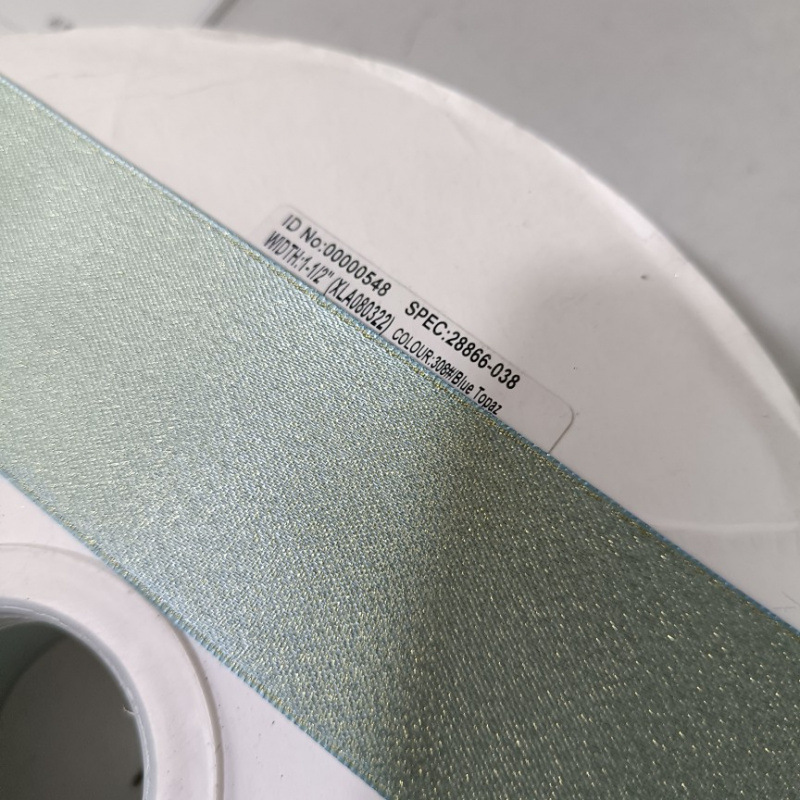 ID No:00000548 SPEC:28866-038
WIDTH:1-1/2" (XLA080322) COLOUR:308#/Blue Topaz